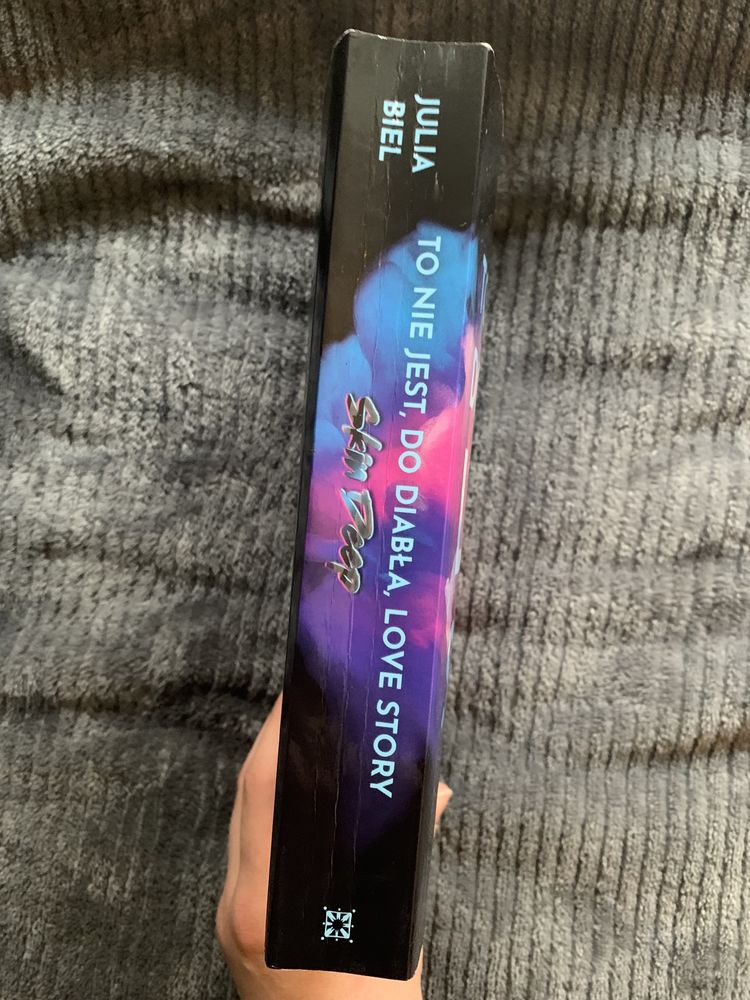 JULIA
BIEL
TO NIE JEST, DO DIABŁA, LOVE STORY
Skin Deep